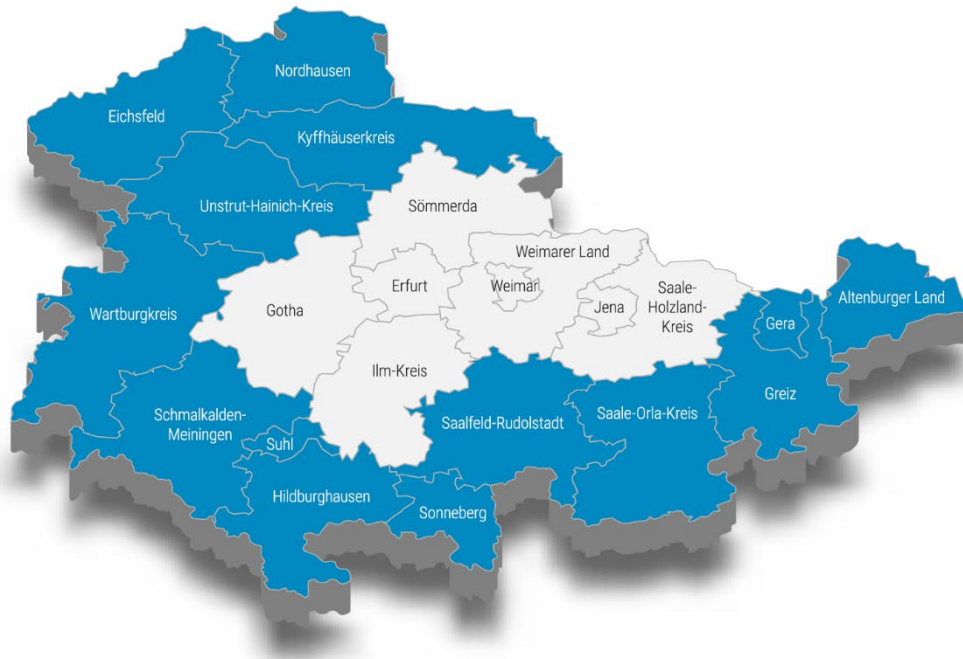 Nordhausen
Eichsfeld
Kyffhäuserkreis
Unstrut-Hainich-Kreis
Sömmerda
Weimarer Land
Erfurt
Weimar
Saale-
Holzland-
Kreis
Jena
Altenburger Land
Gera
Wartburgkreis
Gotha
Ilm-Kreis
Greiz
Schmalkalden-
Meiningen
Saalfeld-Rudolstadt
Saale-Orla-Kreis
Suhl
Hildburghausen
Sonneberg